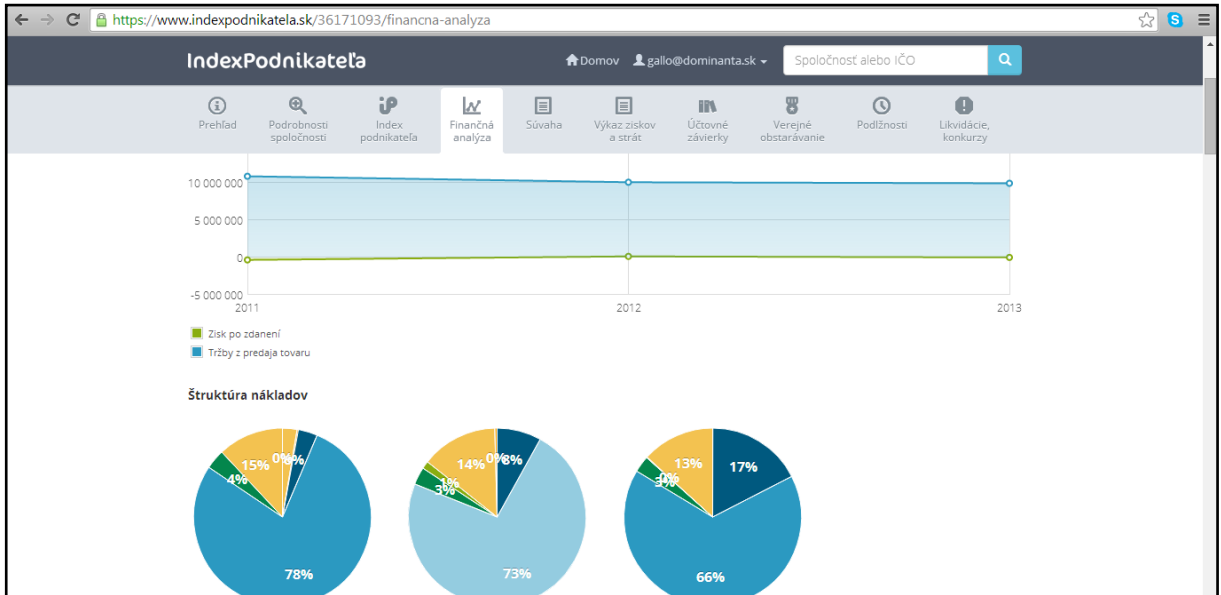 https://www.indexpodnikatela.sk/36171093/financna-analyza
IndexPodnikateľa
Domov
gallo@dominanta.sk
Spoločnosť alebo IČO
Prehľad
Podrobnosti
spoločnosti
Index
podnikateľa
Finančná
analýza
Súvaha
Výkaz ziskov
a strát
Účtovné
závierky
Verejné
obstarávanie
Podlžnosti
Likvidácie,
konkurzy
10 000 000
5 000 000
0
-5 000 000
2011
2012
2013
Zisk po zdanení
Tržby z predaja tovaru
Štruktúra nákladov
15%
0%
4%
78%
14%
0%
8%
1%
3%
73%
13%
17%
0%
3%
66%